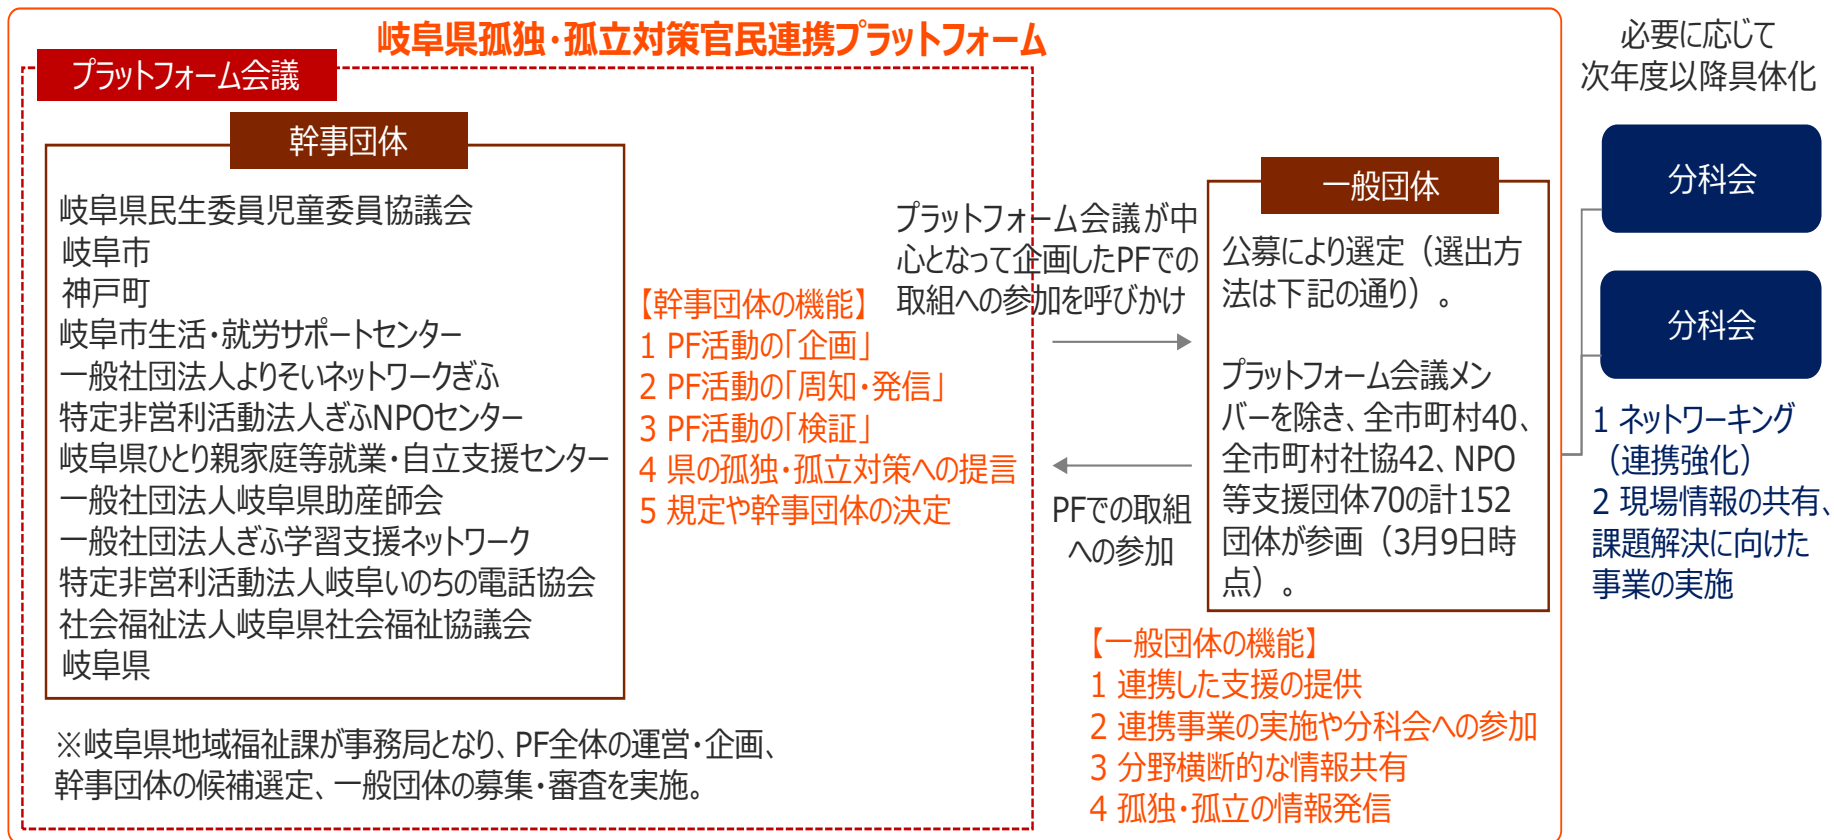 岐阜県孤独・孤立対策官民連携プラットフォーム
プラットフォーム会議
幹事団体
岐阜県民生委員児童委員協議会
岐阜市
神戸町
岐阜市生活・就労サポートセンター
一般社団法人よりそいネットワークぎふ
特定非営利活動法人ぎふNPOセンター
岐阜県ひとり親家庭等就業・自立支援センター
一般社団法人岐阜県助産師会
一般社団法人ぎふ学習支援ネットワーク
特定非営利活動法人岐阜いのちの電話協会
社会福祉法人岐阜県社会福祉協議会
岐阜県
※岐阜県地域福祉課が事務局となり、PF全体の運営・企画、
幹事団体の候補選定、一般団体の募集・審査を実施。
【幹事団体の機能】
1 PF活動の「企画」
2 PF活動の「周知・発信」
3 PF活動の「検証」
4 県の孤独・孤立対策への提言
5 規定や幹事団体の決定
プラットフォーム会議が中
心となって企画したPFでの
取組への参加を呼びかけ
PFでの取組
への参加
一般団体
公募により選定（選出方
法は下記の通り）。
プラットフォーム会議メン
バーを除き、全市町村40、
全市町村社協42、NPO
等支援団体70の計152
団体が参画（3月9日時
点）。
【一般団体の機能】
1 連携した支援の提供
2 連携事業の実施や分科会への参加
3 分野横断的な情報共有
4 孤独・孤立の情報発信
必要に応じて
次年度以降具体化
分科会
分科会
1 ネットワーキング
（連携強化）
2 現場情報の共有、
課題解決に向けた
事業の実施